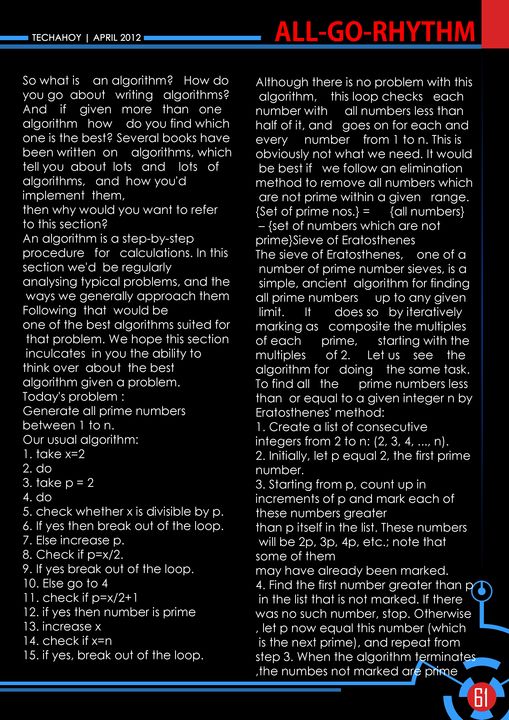 TECHAHOY | APRIL 2012
ALL-GO-RHYTHM
So what is an algorithm? How do
you go about writing algorithms?
And if given more than one
algorithm how do you find which
one is the best? Several books have
been written on algorithms, which
tell you about lots and lots of
algorithms, and how you'd
implement them,
then why would you want to refer
to this section?
An algorithm is a step-by-step
procedure for calculations. In this
section we'd be regularly
analysing typical problems, and the
ways we generally approach them
Following that would be
one of the best algorithms suited for
that problem. We hope this section
inculcates in you the ability to
think over about the best
algorithm given a problem.
Today's problem :
Generate all prime numbers
between 1 to n.
Our usual algorithm:
1. take x=2
2. do
3. take p = 2
4. do
5. check whether x is divisible by p.
6. If yes then break out of the loop.
7. Else increase p.
8. Check if p=x/2.
9. If yes break out of the loop.
10. Else go to 4
11. check if p=x/2+1
12. if yes then number is prime
13. increase x
14. check if x=n
15. if yes, break out of the loop.
Although there is no problem with this
algorithm, this loop checks each
number with all numbers less than
half of it, and goes on for each and
every number from 1 to n. This is
obviously not what we need. It would
be best if we follow an elimination
method to remove all numbers which
are not prime within a given range.
{Set of prime nos.} = {all numbers}
– {set of numbers which are not
prime}Sieve of Eratosthenes
The sieve of Eratosthenes, one of a
number of prime number sieves, is a
simple, ancient algorithm for finding
all prime numbers up to any given
limit. It does so by iteratively
marking as composite the multiples
of each prime, starting with the
multiples of 2. Let us see the
algorithm for doing the same task.
To find all the prime numbers less
than or equal to a given integer n by
Eratosthenes' method:
1. Create a list of consecutive
integers from 2 to n: (2, 3, 4, ..., n).
2. Initially, let p equal 2, the first prime
number.
3. Starting from p, count up in
increments of p and mark each of
these numbers greater
than p itself in the list. These numbers
will be 2p, 3p, 4p, etc.; note that
some of them
may have already been marked.
4. Find the first number greater than p
in the list that is not marked. If there
was no such number, stop. Otherwise
, let p now equal this number (which
is the next prime), and repeat from
step 3. When the algorithm terminates
,the numbes not marked are prime
61